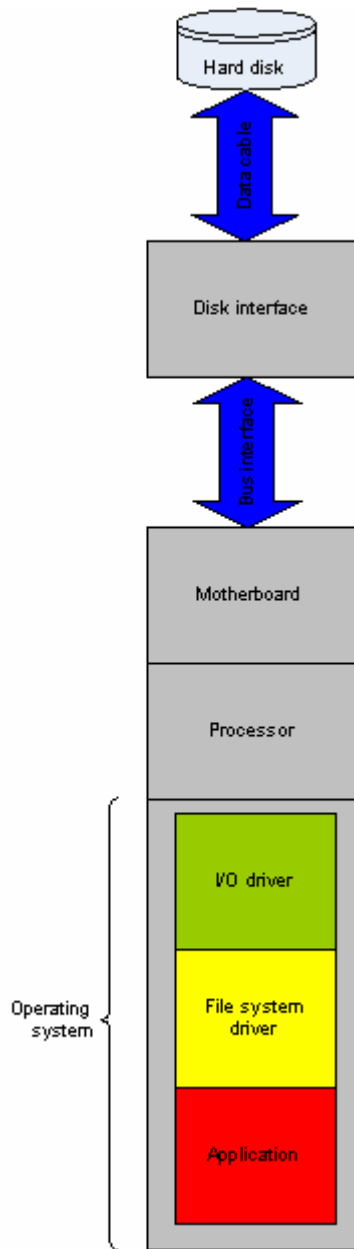 Hard disk
Data cable
Disk interface
Bus interface
Motherboard
Processor
I/O driver
Operating
system
File system
driver
Application